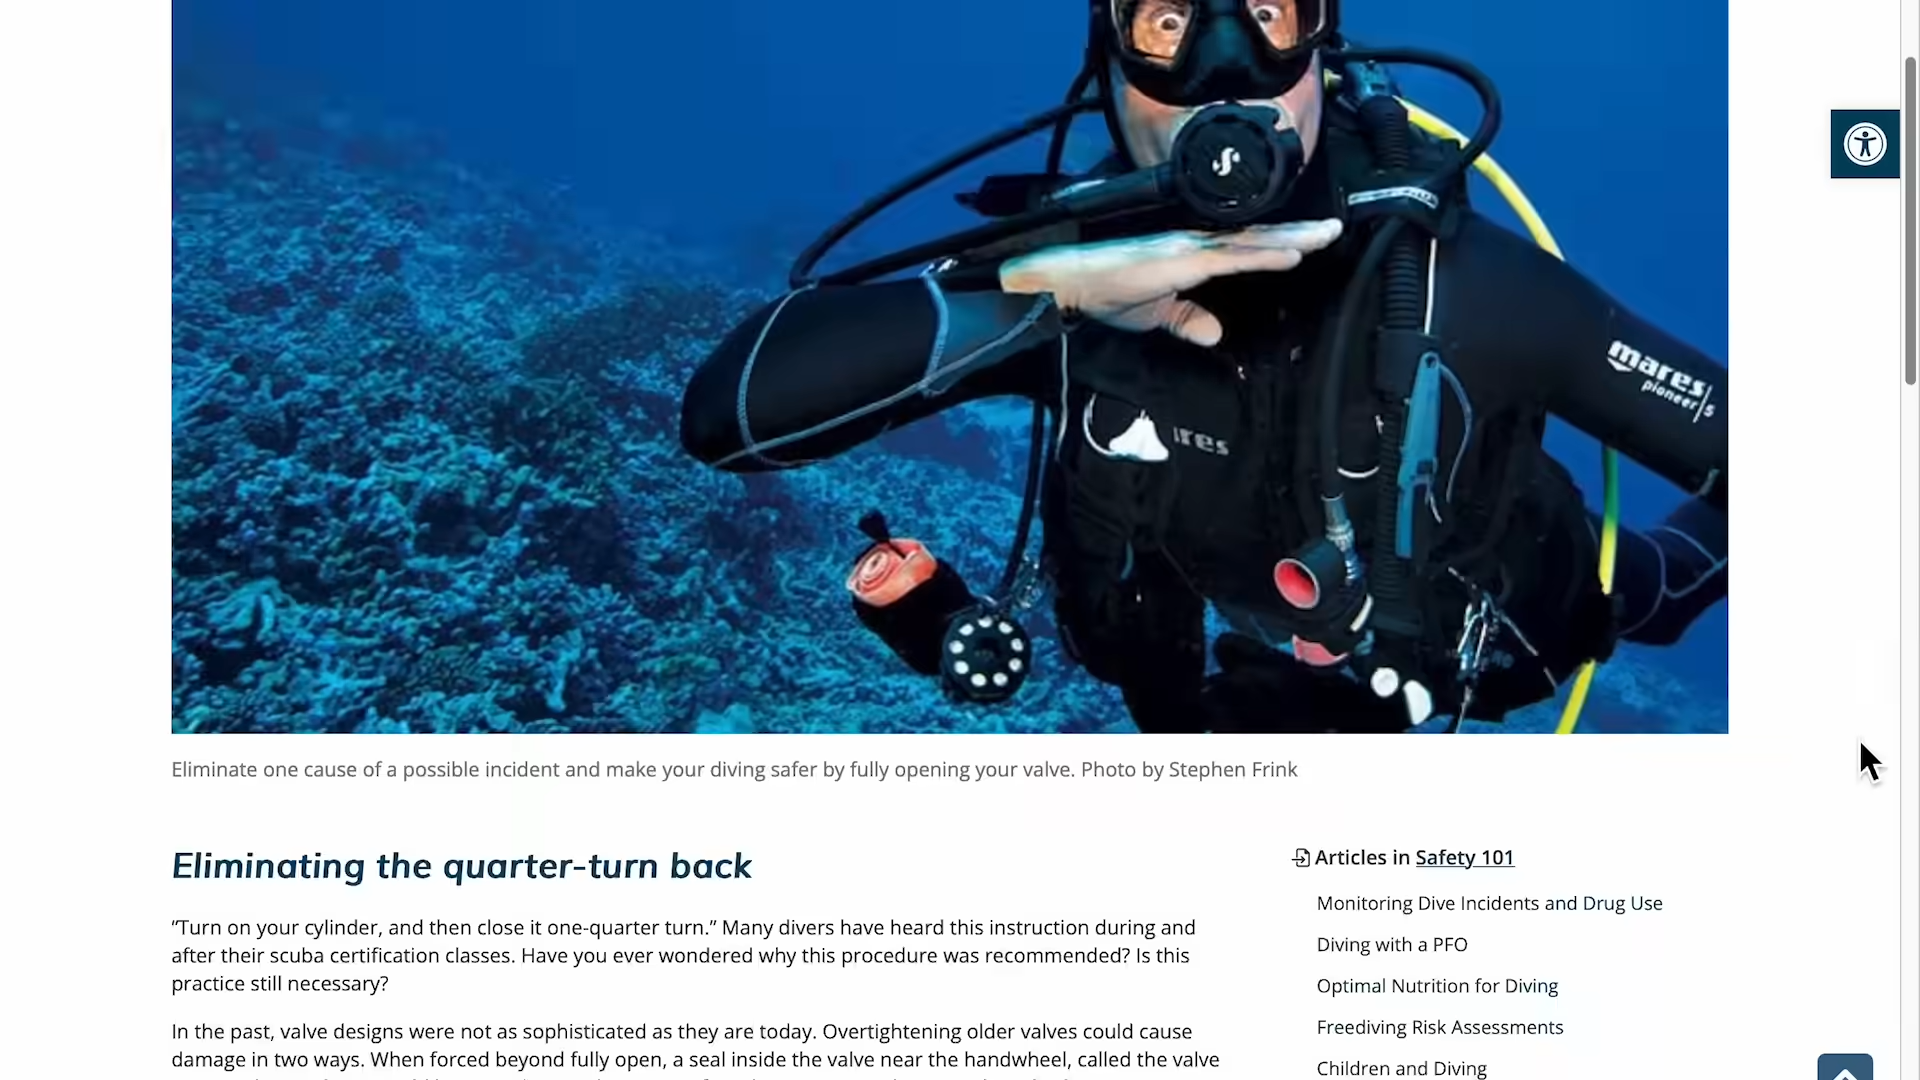 mares
pioneer 5
ares
Eliminate one cause of a possible incident and make your diving safer by fully opening your valve. Photo by Stephen Frink
Eliminating the quarter-turn back
“Turn on your cylinder, and then close it one-quarter turn.” Many divers have heard this instruction during and
after their scuba certification classes. Have you ever wondered why this procedure was recommended? Is this
practice still necessary?
In the past, valve designs were not as sophisticated as they are today. Overtightening older valves could cause
damage in two ways. When forced beyond fully open, a seal inside the valve near the handwheel, called the valve
Articles in Safety 101
Monitoring Dive Incidents and Drug Use
Diving with a PFO
Optimal Nutrition for Diving
Freediving Risk Assessments
Children and Diving